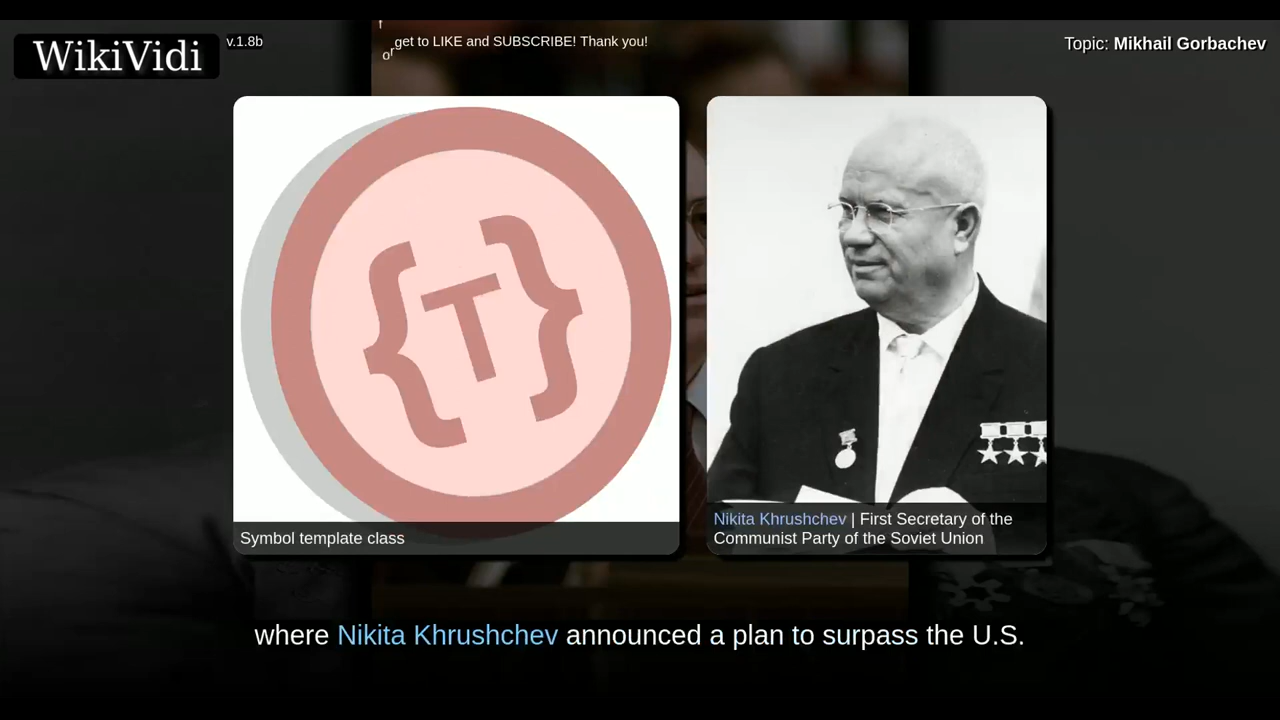 WikiVidi
v.1.8b
f
or
get to LIKE and SUBSCRIBE! Thank you!
Topic: Mikhail Gorbachev
{T}
Symbol template class
Nikita Khrushchev | First Secretary of the
Communist Party of the Soviet Union
where Nikita Khrushchev announced a plan to surpass the U.S.